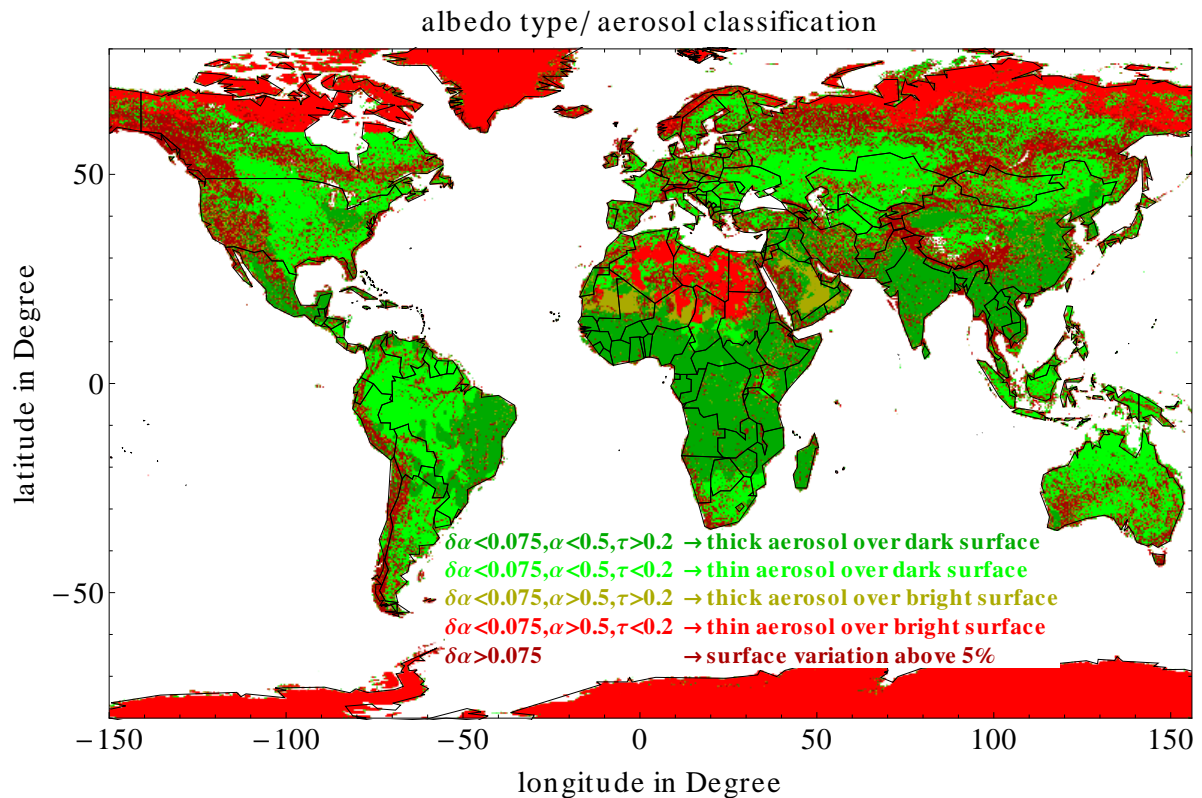 albedo type/ aerosol classification
50
0
−50
latitude in Degree
δα<0.075,α<0.5,τ>0.2 →thick aerosol over dark surface
δα<0.075,α<0.5,τ<0.2 →thin aerosol over dark surface
δα<0.075,α>0.5,τ>0.2 →thick aerosol over bright surface
δα<0.075,α>0.5,τ<0.2 →thin aerosol over bright surface
δα>0.075 →surface variation above 5%
−150 −100 −50 0 50 100 150
longitude in Degree